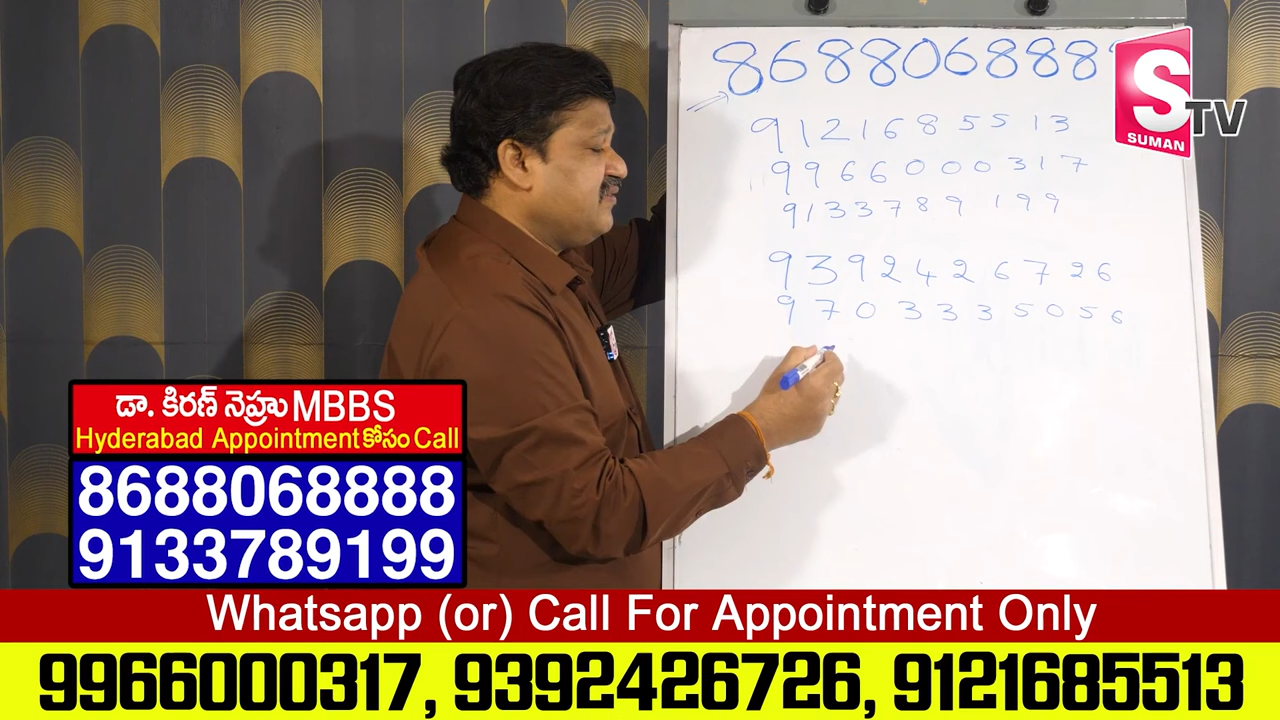 8688068888
9121685513
9966000317
9133789199
9392426726
9703335056
S TV
SUMAN
డా. కిరణ్ నెహ్రు MBBS
Hyderabad Appointment కోసం Call
8688068888
9133789199
Whatsapp (or) Call For Appointment Only
9966000317, 9392426726, 9121685513